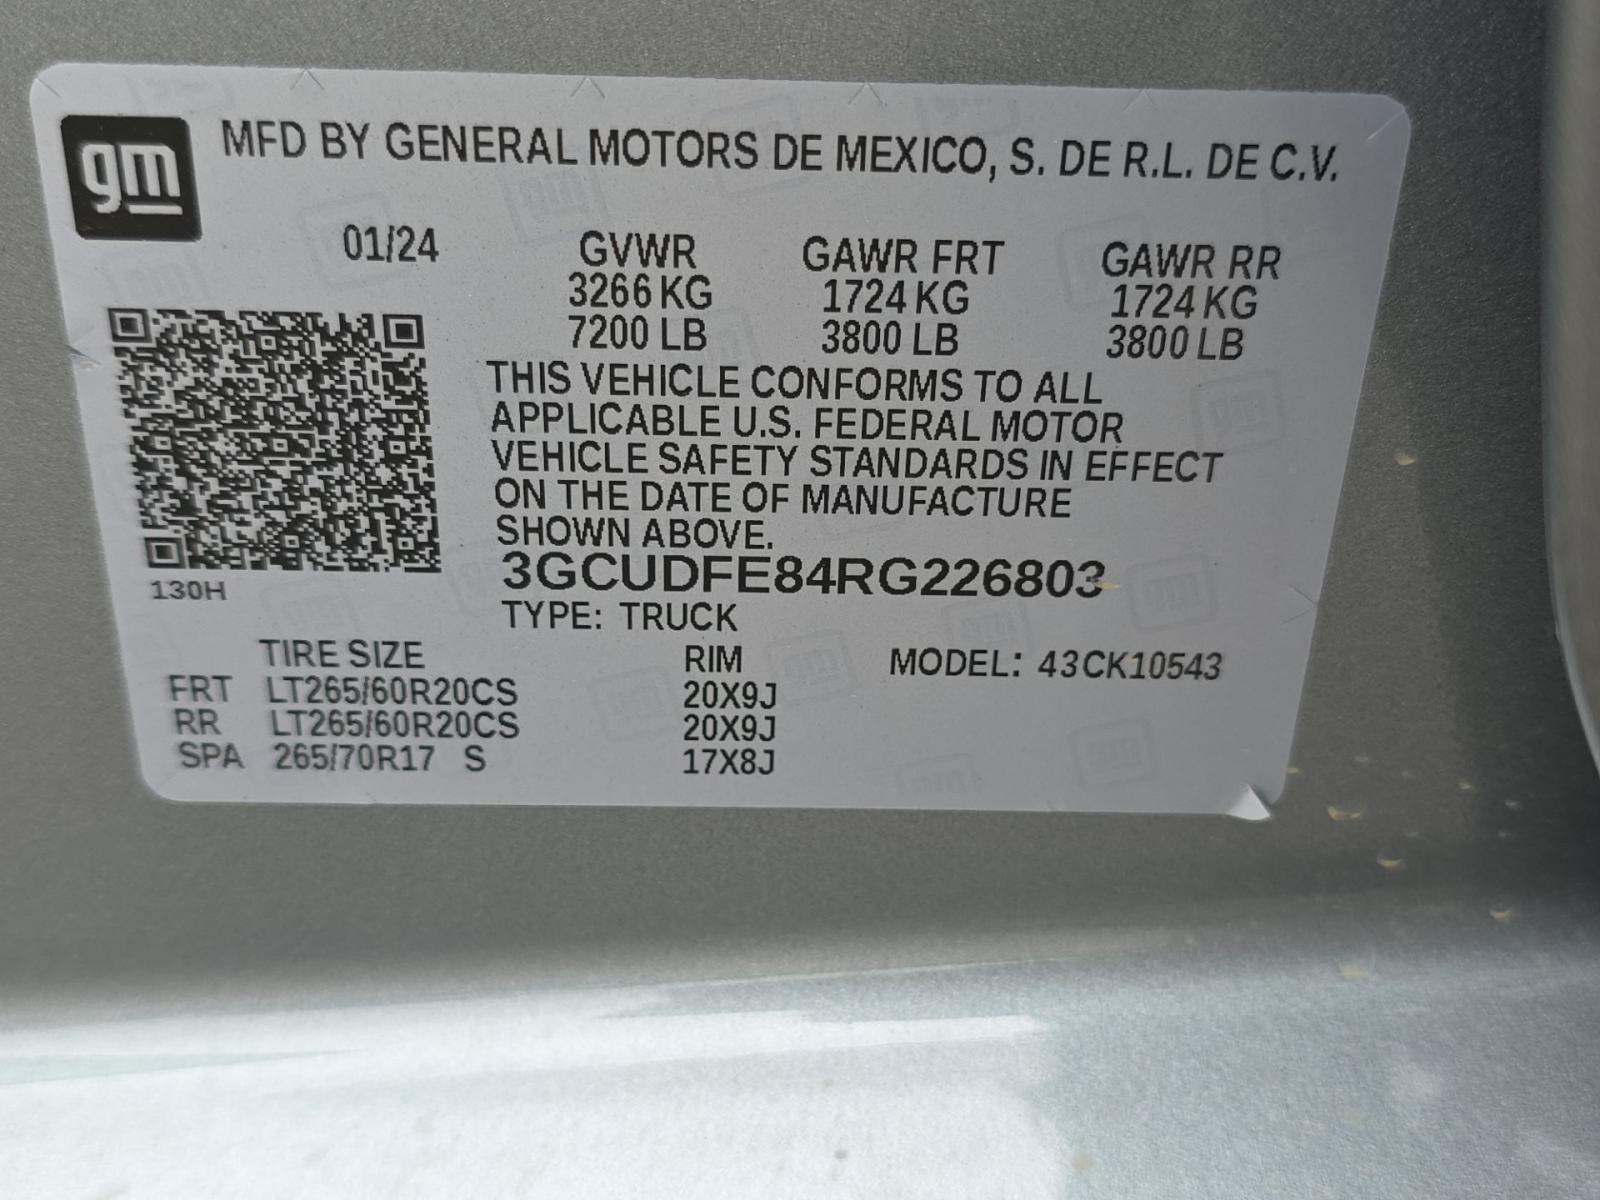 gm
MFD BY GENERAL MOTORS DE MEXICO, S. DE R.L. DE C.V.
01/24 GVWR GAWR FRT GAWR RR
3266 KG 1724 KG 1724 KG
7200 LB 3800 LB 3800 LB
THIS VEHICLE CONFORMS TO ALL
APPLICABLE U.S. FEDERAL MOTOR
VEHICLE SAFETY STANDARDS IN EFFECT
ON THE DATE OF MANUFACTURE
SHOWN ABOVE.
3GCUDFE84RG226803
130H
TYPE: TRUCK
TIRE SIZE RIM MODEL: 43CK10543
FRT LT265/60R20CS 20X9J
RR LT265/60R20CS 20X9J
SPA 265/70R17 S 17X8J